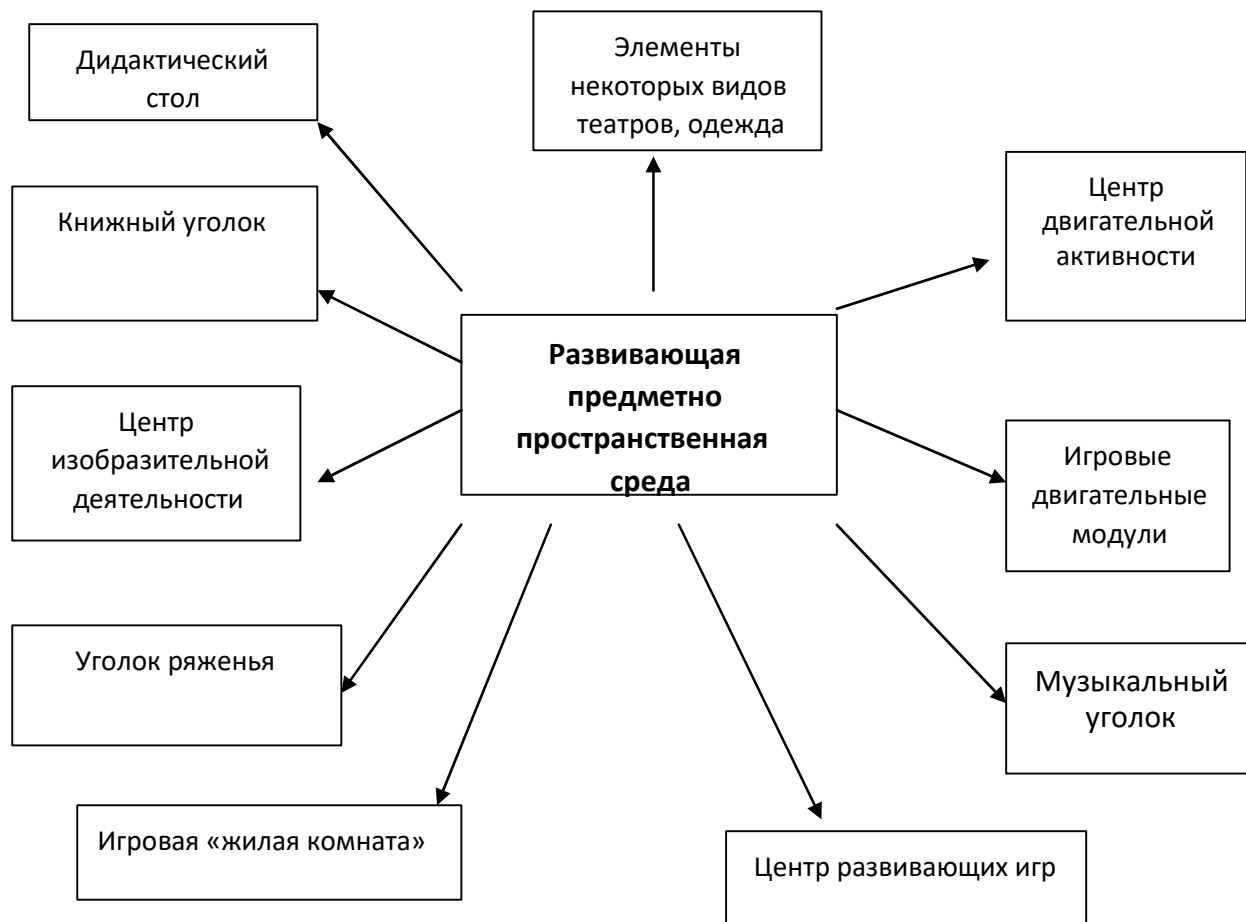 Дидактический
стол
Элементы
некоторых видов
театров, одежда
Книжный уголок
Центр
двигательной
активности
Развивающая
предметно
пространственная
среда
Центр
изобразительной
деятельности
Игровые
двигательные
модули
Уголок ряженья
Музыкальный
уголок
Игровая «жилая комната»
Центр развивающих игр